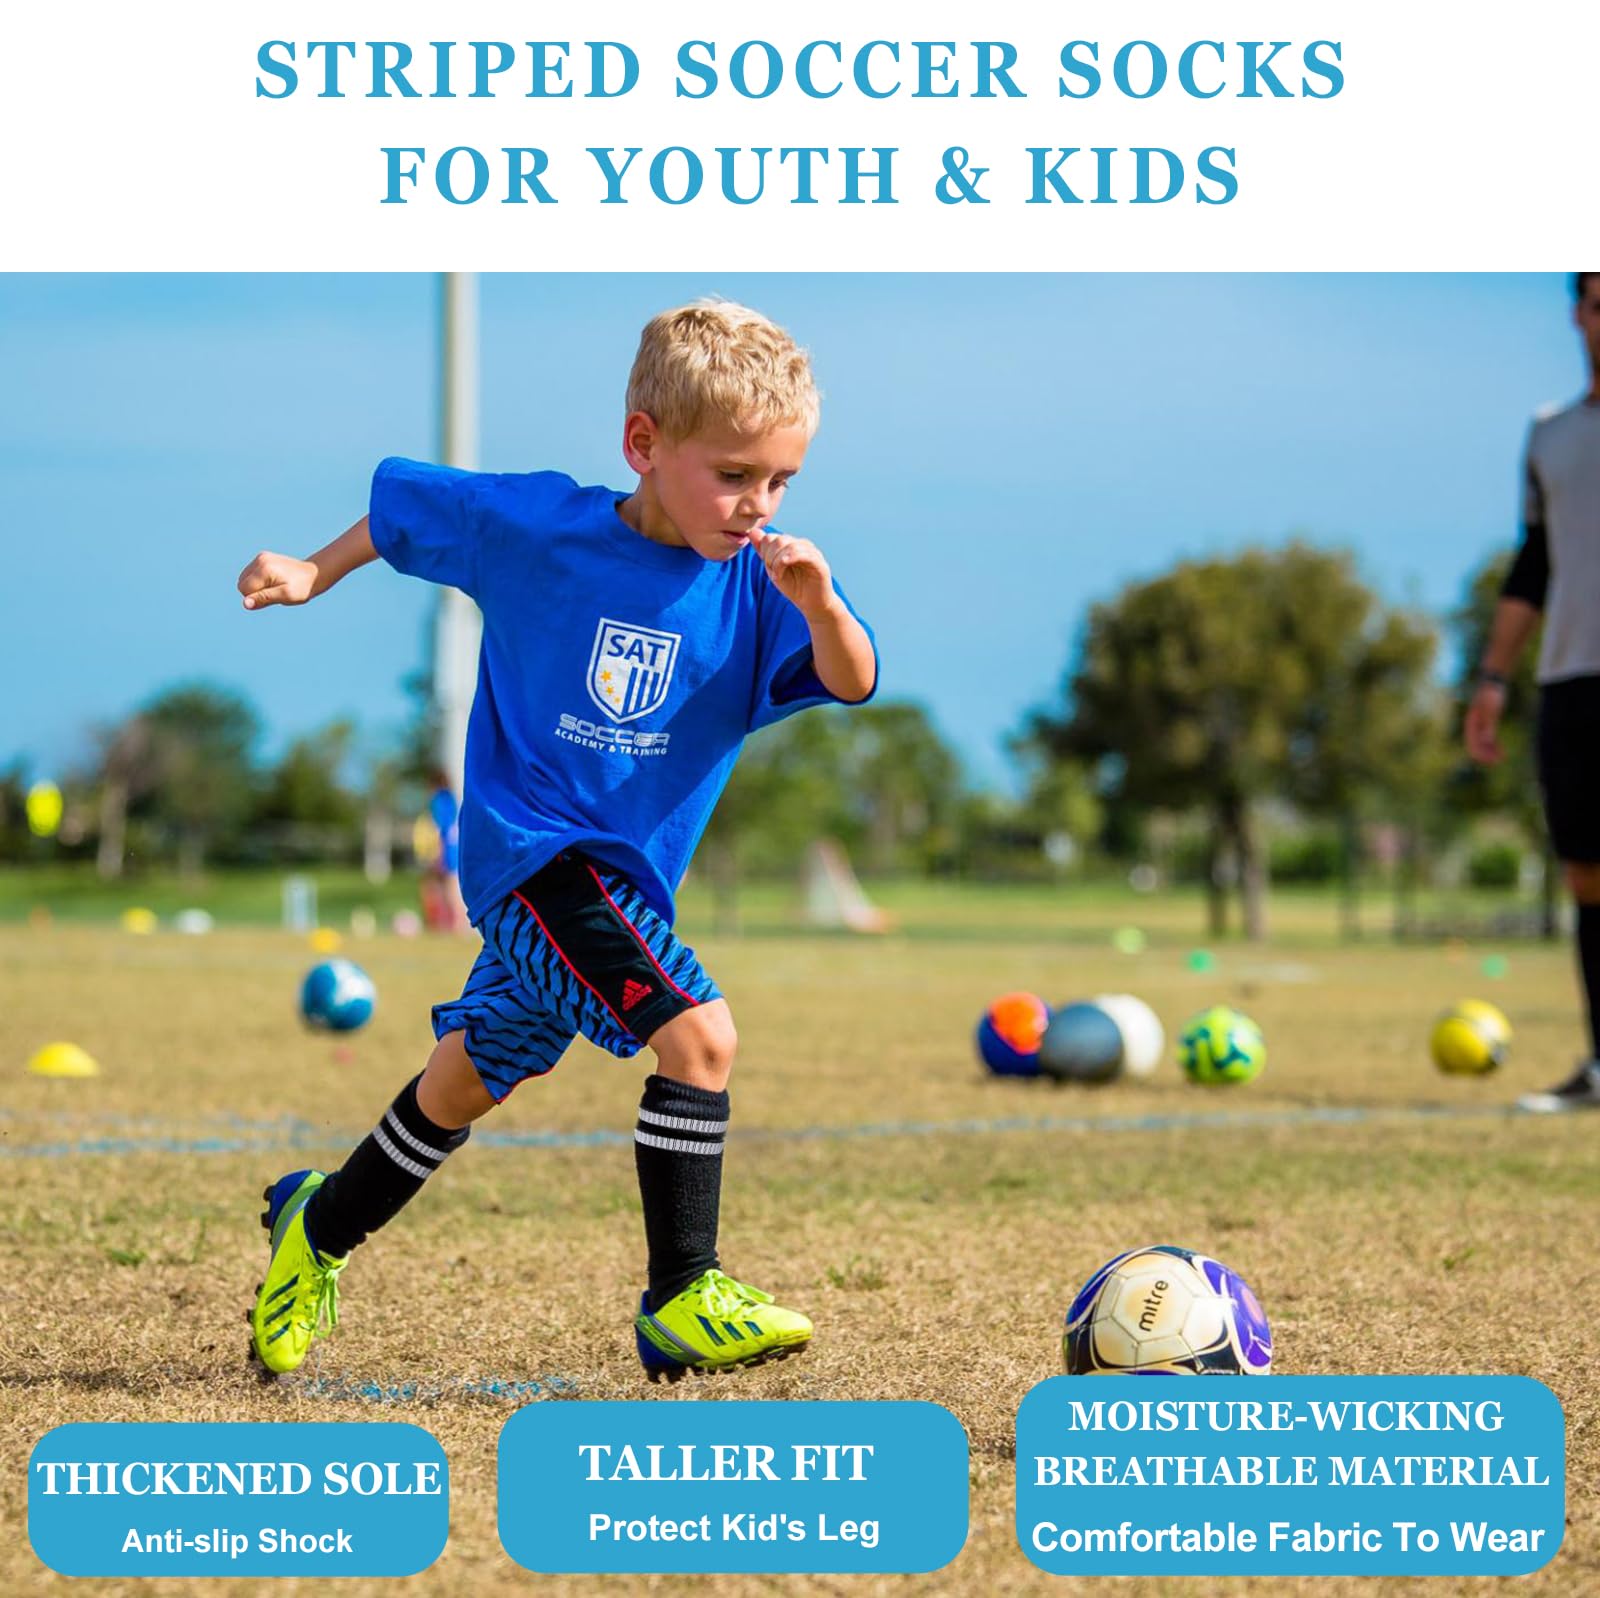 STRIPED SOCCER SOCKS
FOR YOUTH & KIDS
SAT
SOCCER
ACADEMY & TRAINING
adidas
mitre
THICKENED SOLE
Anti-slip Shock
TALLER FIT
Protect Kid's Leg
MOISTURE-WICKING
BREATHABLE MATERIAL
Comfortable Fabric To Wear